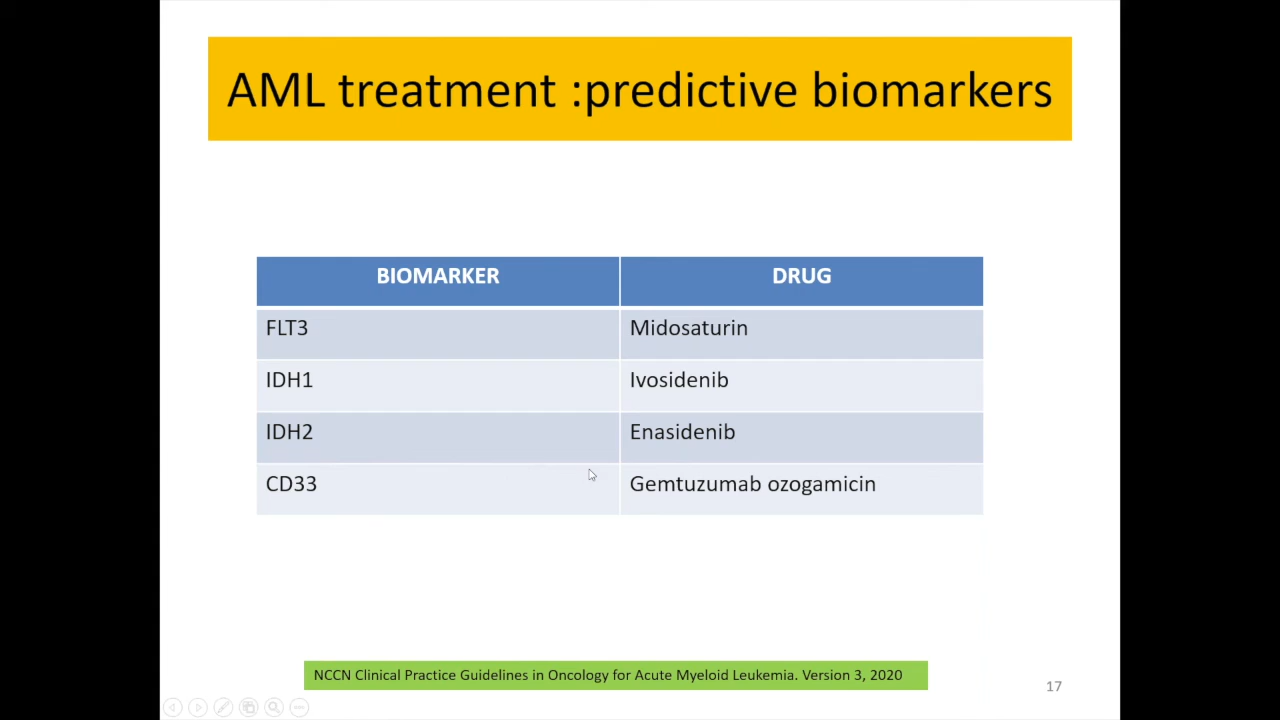 AML treatment :predictive biomarkers
BIOMARKER DRUG
FLT3 Midosaturin
IDH1 Ivosidenib
IDH2 Enasidenib
CD33 Gemtuzumab ozogamicin
NCCN Clinical Practice Guidelines in Oncology for Acute Myeloid Leukemia. Version 3, 2020
17